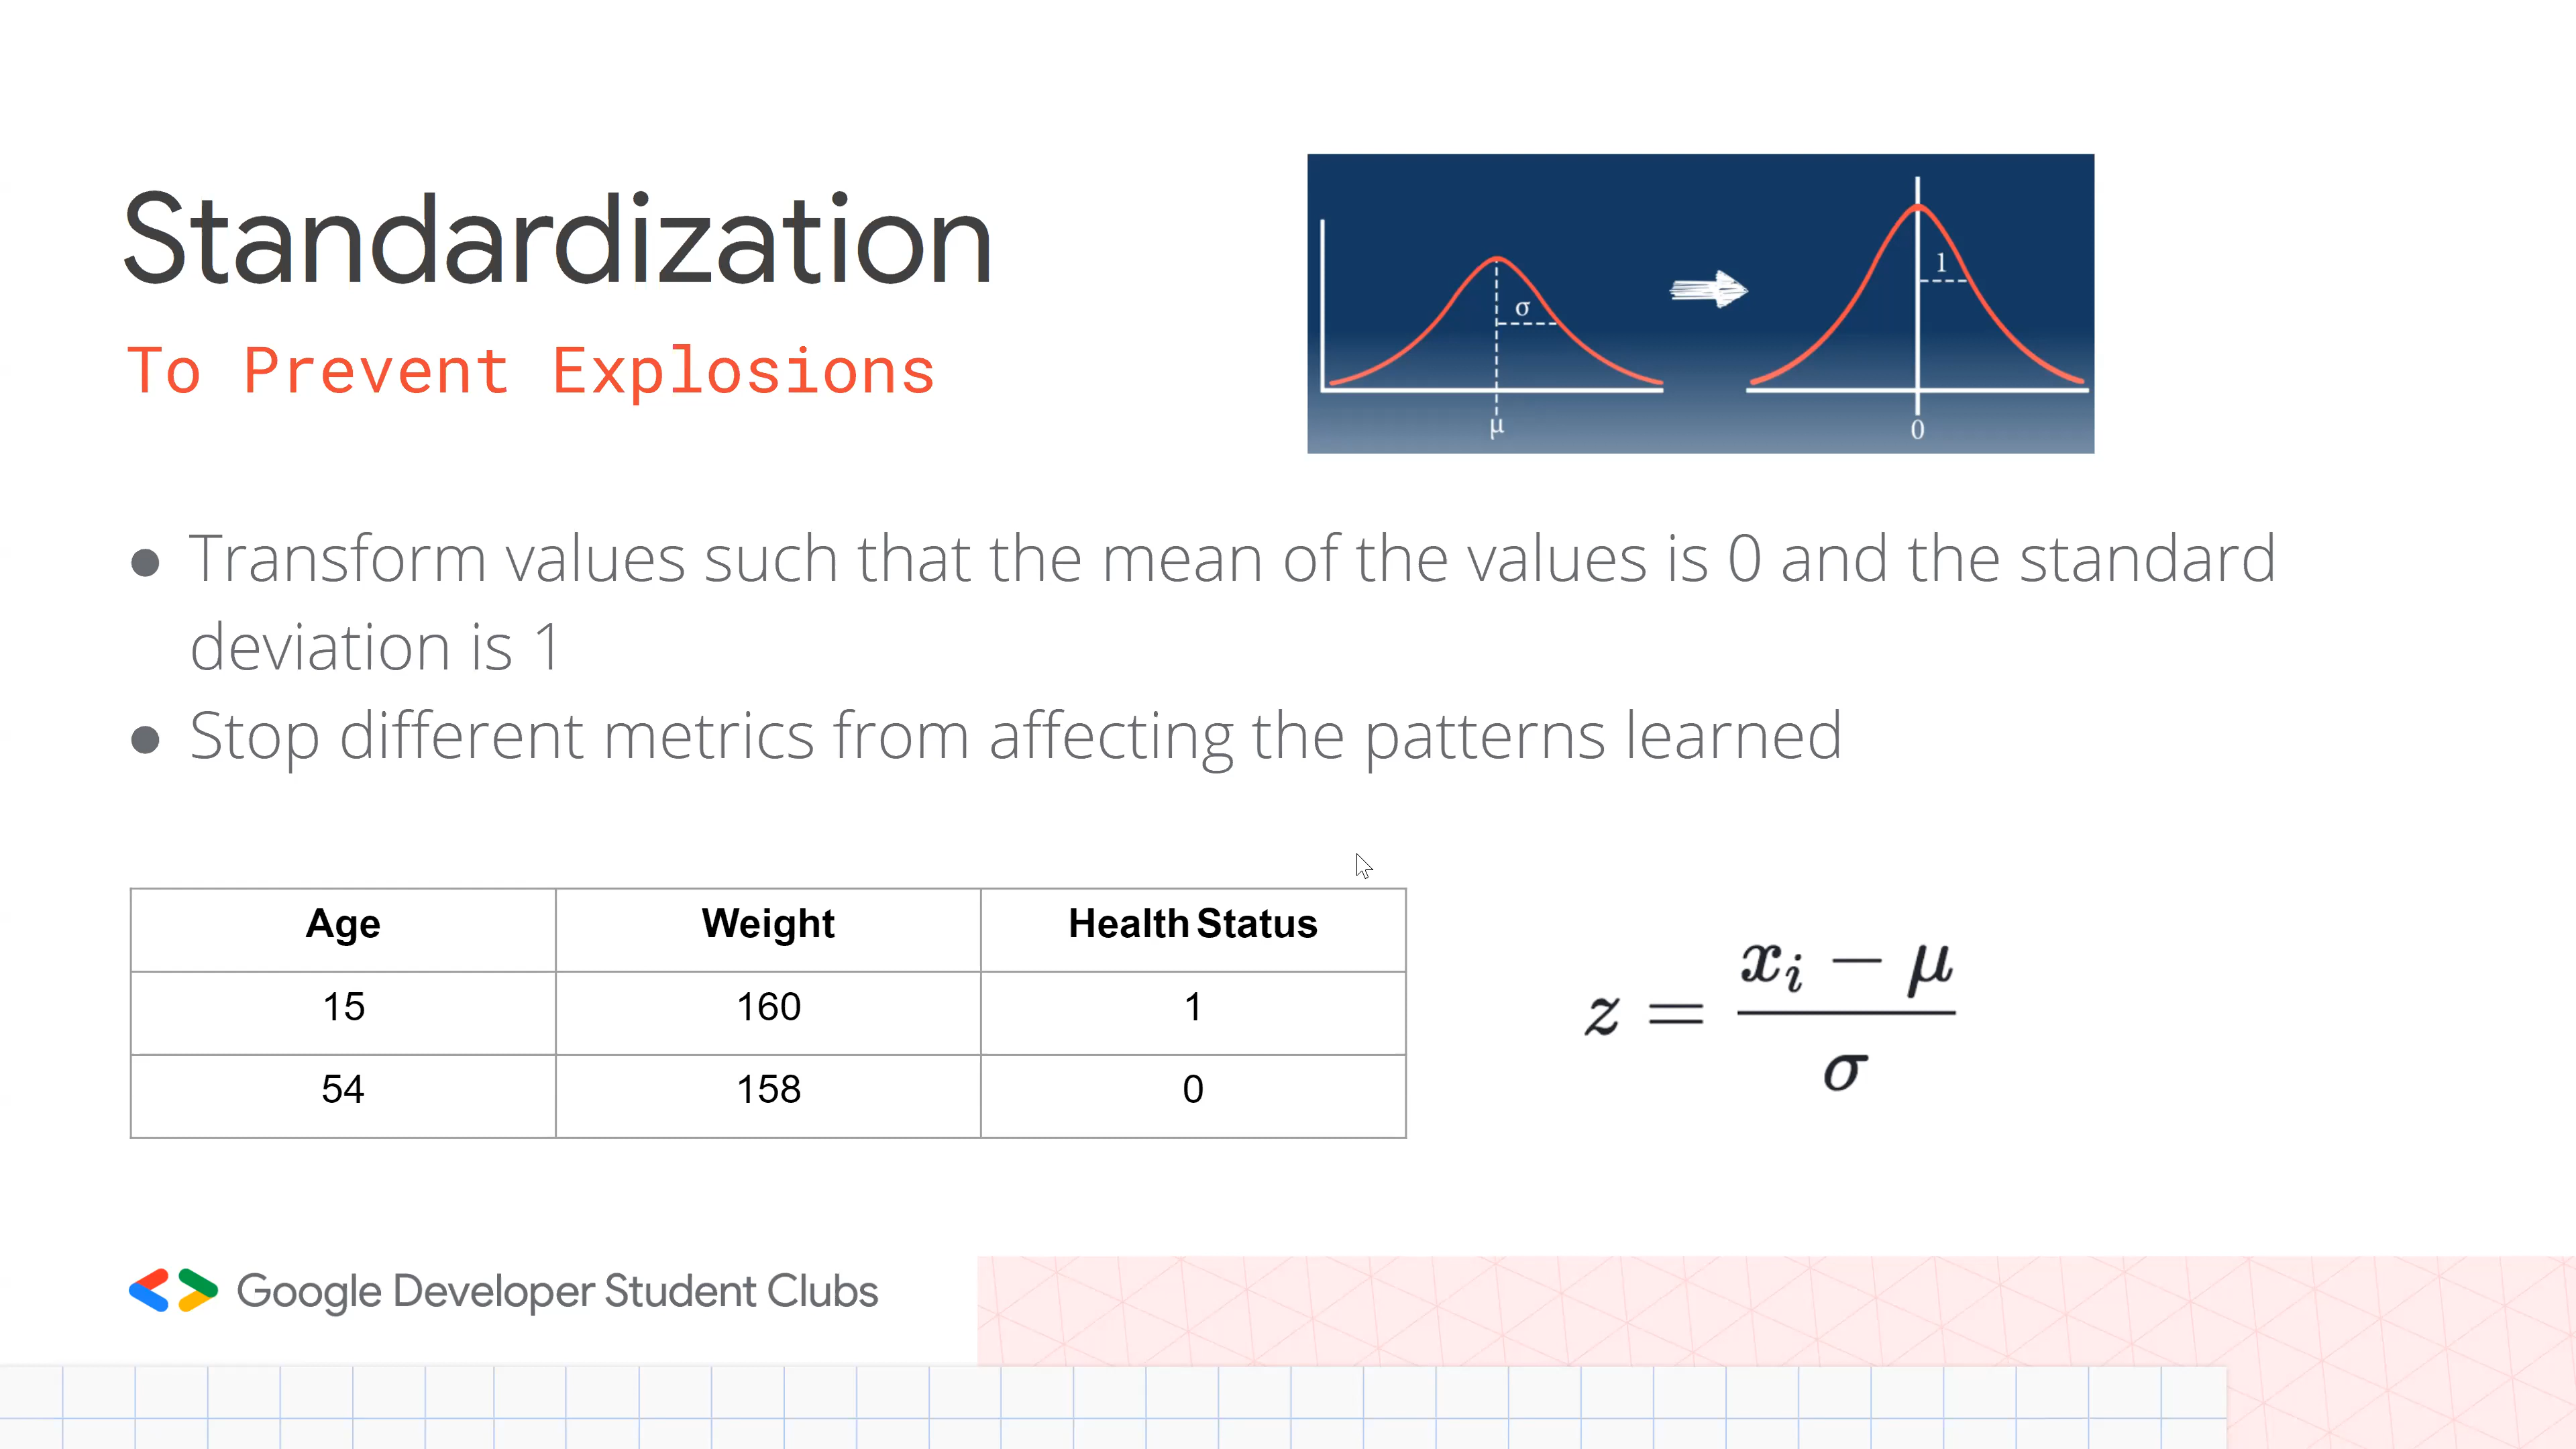 Standardization
To Prevent Explosions
σ
μ
1
0
● Transform values such that the mean of the values is 0 and the standard
deviation is 1
● Stop different metrics from affecting the patterns learned
Age Weight Health Status
15 160 1
54 158 0
z = (xᵢ − μ) / σ
Google Developer Student Clubs